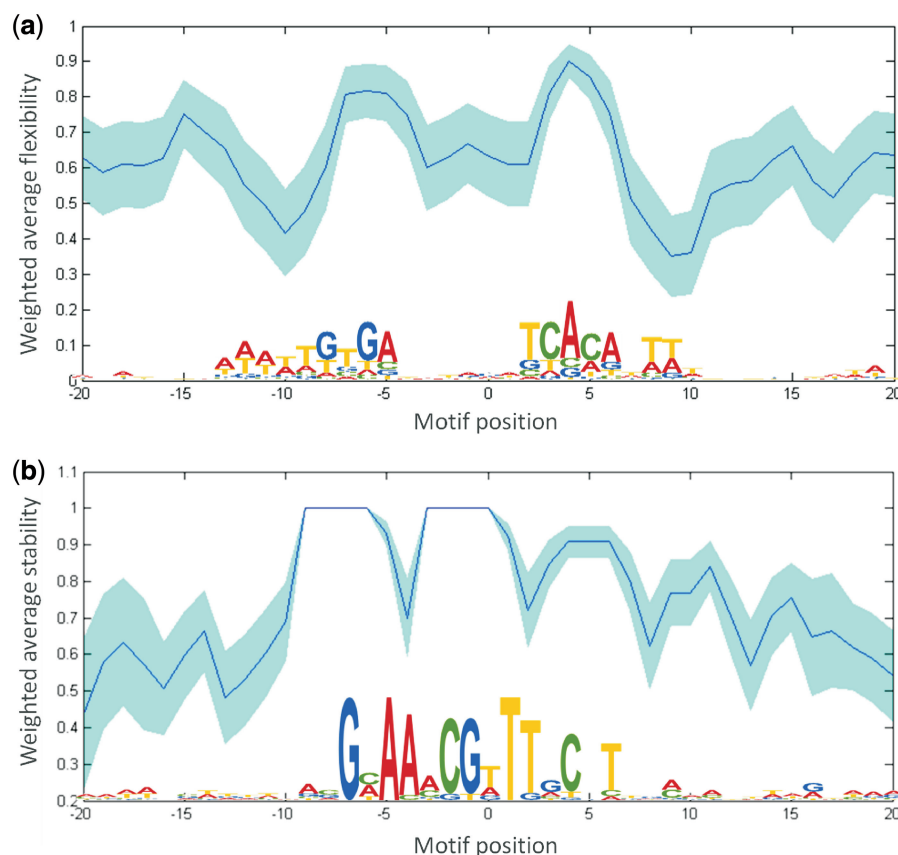 (a)
Weighted average flexibility
1
0.9
0.8
0.7
0.6
0.5
0.4
0.3
0.2
0.1
0
-20 -15 -10 -5 0 5 10 15 20
A A A T T G T G A T C A C A T T
Motif position
(b)
Weighted average stability
1.1
1
0.9
0.8
0.7
0.6
0.5
0.4
0.3
0.2
-20 -15 -10 -5 0 5 10 15 20
G C A A A C G T T T G C T
Motif position